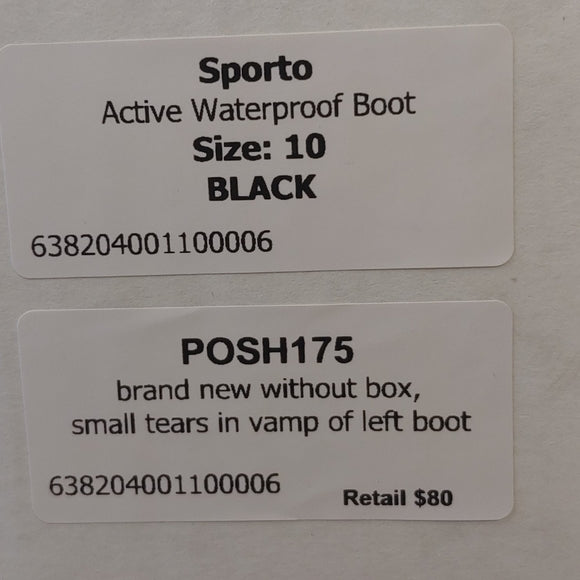 Sporto
Active Waterproof Boot
Size: 10
BLACK
638204001100006
POSH175
brand new without box,
small tears in vamp of left boot
638204001100006
Retail $80